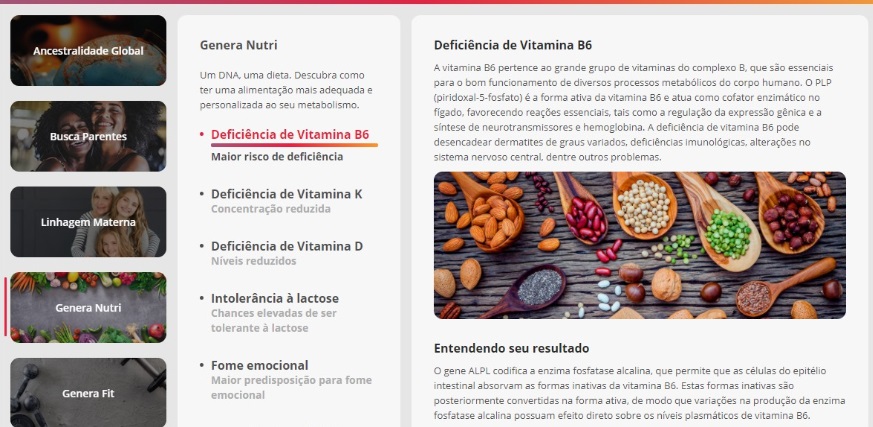 Ancestralidade Global
Busca Parentes
Linhagem Materna
Genera Nutri
Genera Fit
Genera Nutri
Um DNA, uma dieta. Descubra como
ter uma alimentação mais adequada e
personalizada ao seu metabolismo.
Deficiência de Vitamina B6
Maior risco de deficiência
Deficiência de Vitamina K
Concentração reduzida
Deficiência de Vitamina D
Níveis reduzidos
Intolerância à lactose
Chances elevadas de ser
tolerante à lactose
Fome emocional
Maior predisposição para fome
emocional
Deficiência de Vitamina B6
A vitamina B6 pertence ao grande grupo de vitaminas do complexo B, que são essenciais
para o bom funcionamento de diversos processos metabólicos do corpo humano. O PLP
(piridoxal-5-fosfato) é a forma ativa da vitamina B6 e atua como cofator enzimático no
fígado, favorecendo reações essenciais, tais como a regulação da expressão gênica e a
síntese de neurotransmissores e hemoglobina. A deficiência de vitamina B6 pode
desencadear dermatites de graus variados, deficiências imunológicas, alterações no
sistema nervoso central, dentre outros problemas.
Entendendo seu resultado
O gene ALPL codifica a enzima fosfatase alcalina, que permite que as células do epitélio
intestinal absorvam as formas inativas da vitamina B6. Estas formas inativas são
posteriormente convertidas na forma ativa, de modo que variações na produção da enzima
fosfatase alcalina possuam efeito direto sobre os níveis plasmáticos de vitamina B6.